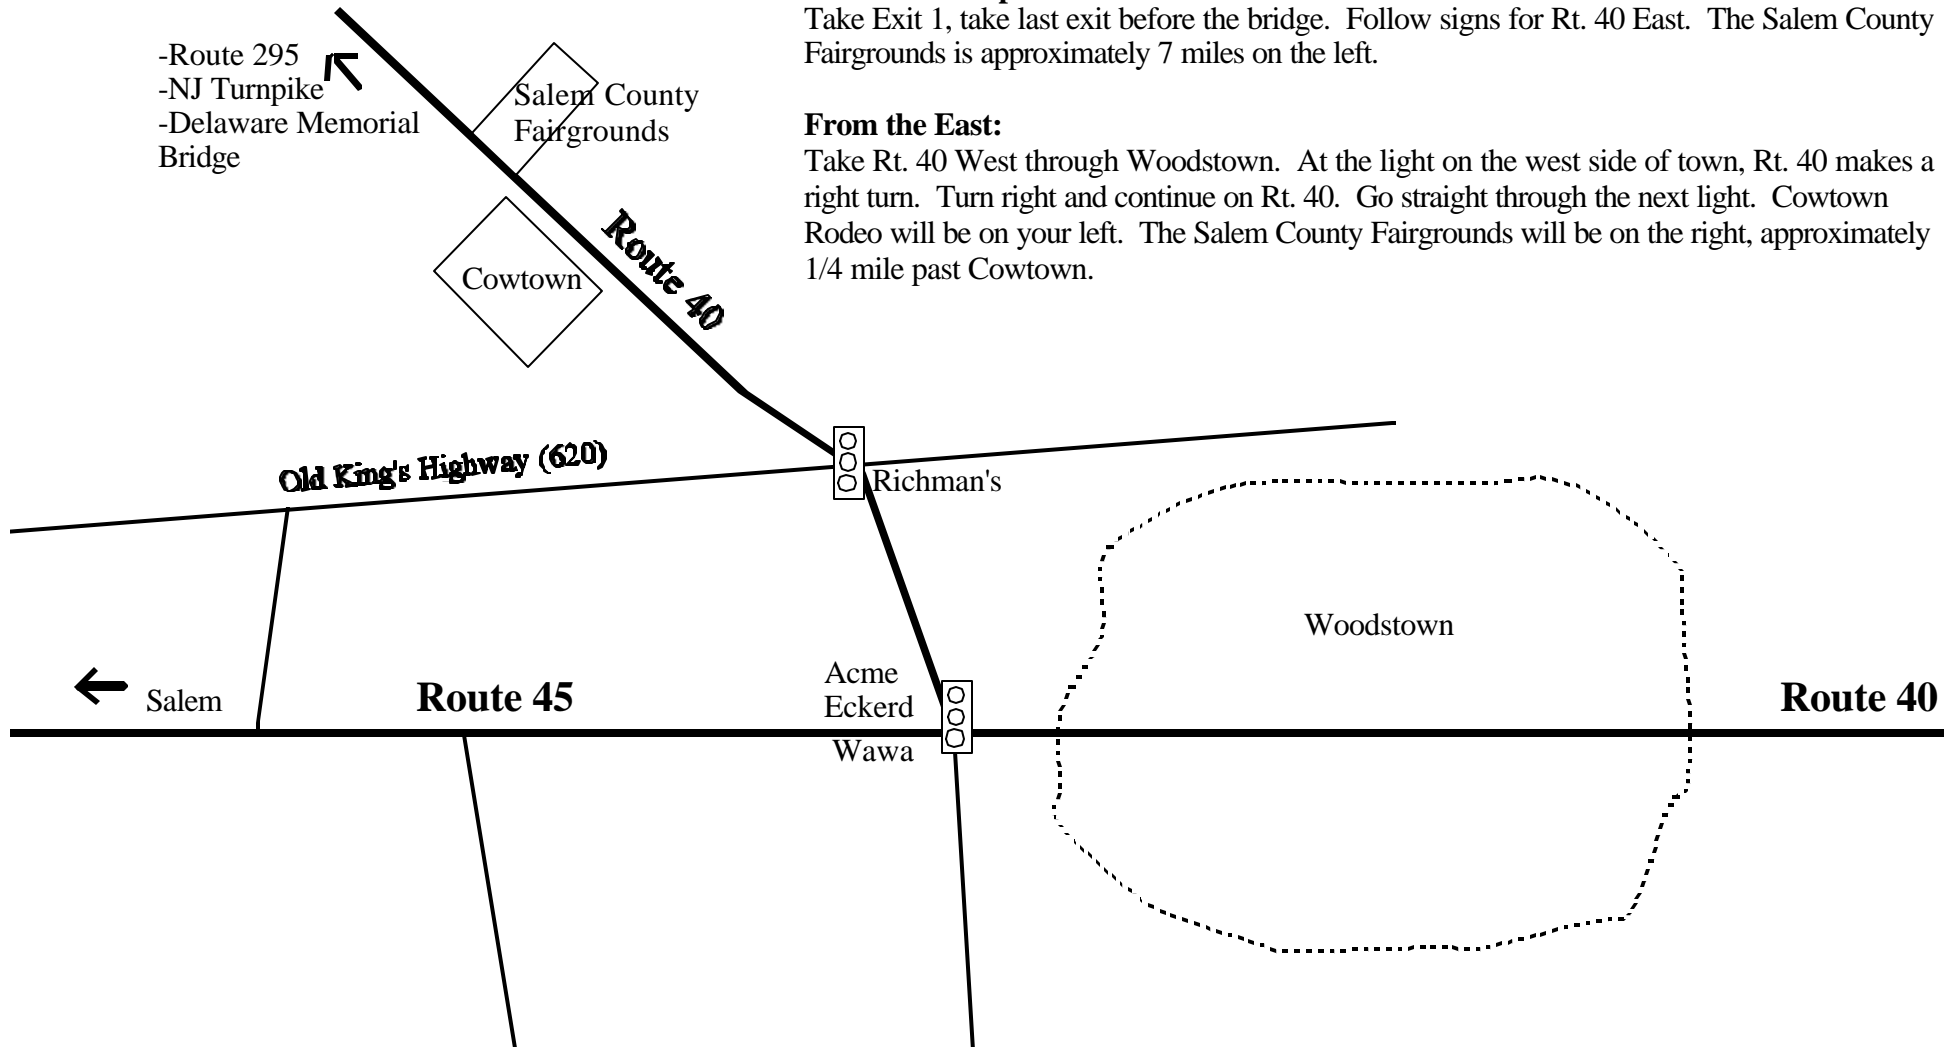 Take Exit 1, take last exit before the bridge.  Follow signs for Rt. 40 East.  The Salem County
Fairgrounds is approximately 7 miles on the left.
From the East:
Take Rt. 40 West through Woodstown.  At the light on the west side of town, Rt. 40 makes a
right turn.  Turn right and continue on Rt. 40.  Go straight through the next light.  Cowtown
Rodeo will be on your left.  The Salem County Fairgrounds will be on the right, approximately
1/4 mile past Cowtown.
-Route 295
-NJ Turnpike
-Delaware Memorial
Bridge
Salem County
Fairgrounds
Route 40
Cowtown
Old King's Highway (620)
Richman's
Woodstown
Acme
Eckerd
Wawa
Salem
Route 45
Route 40